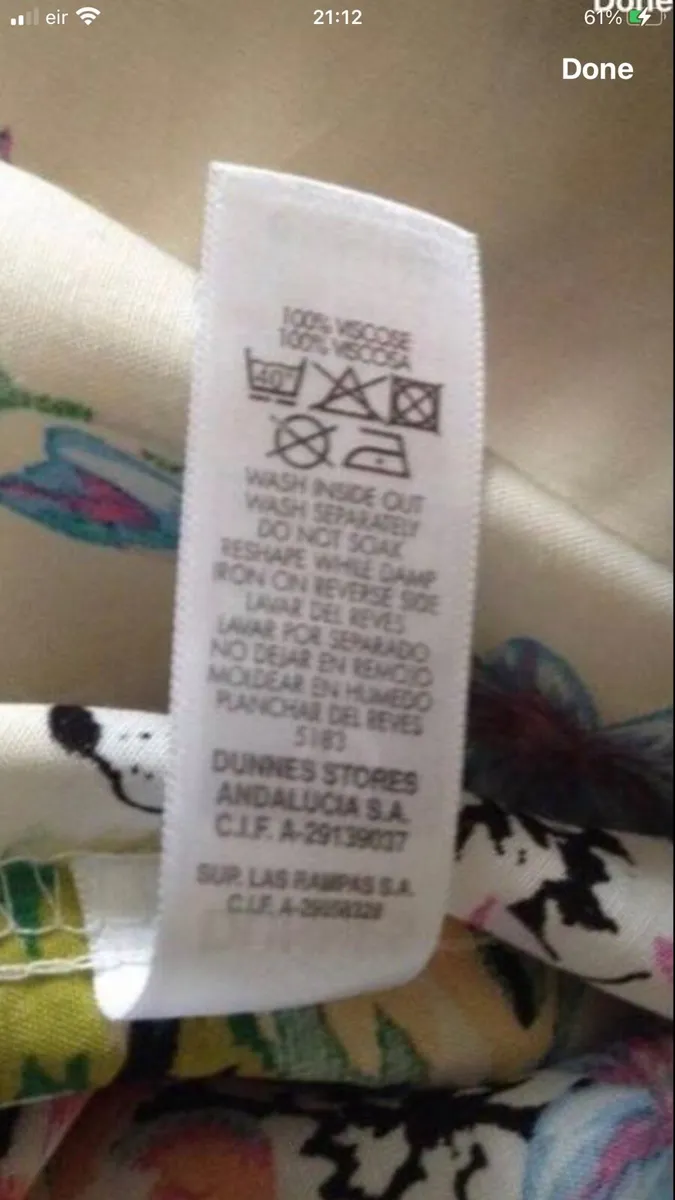 eir
21:12
61%
Done
Done
100% VISCOSE
100% VISCOSA
40°
WASH INSIDE OUT
WASH SEPARATELY
DO NOT SOAK
RESHAPE WHILE DAMP
IRON ON REVERSE SIDE
LAVAR DEL REVES
LAVAR POR SEPARADO
NO DEJAR EN REMOJO
MOLDEAR EN HUMEDO
PLANCHAR DEL REVES
5183
DUNNES STORES
ANDALUCIA S.A.
C.I.F. A-29139037
SUP. LAS RAMPAS S.A.
C.I.F.